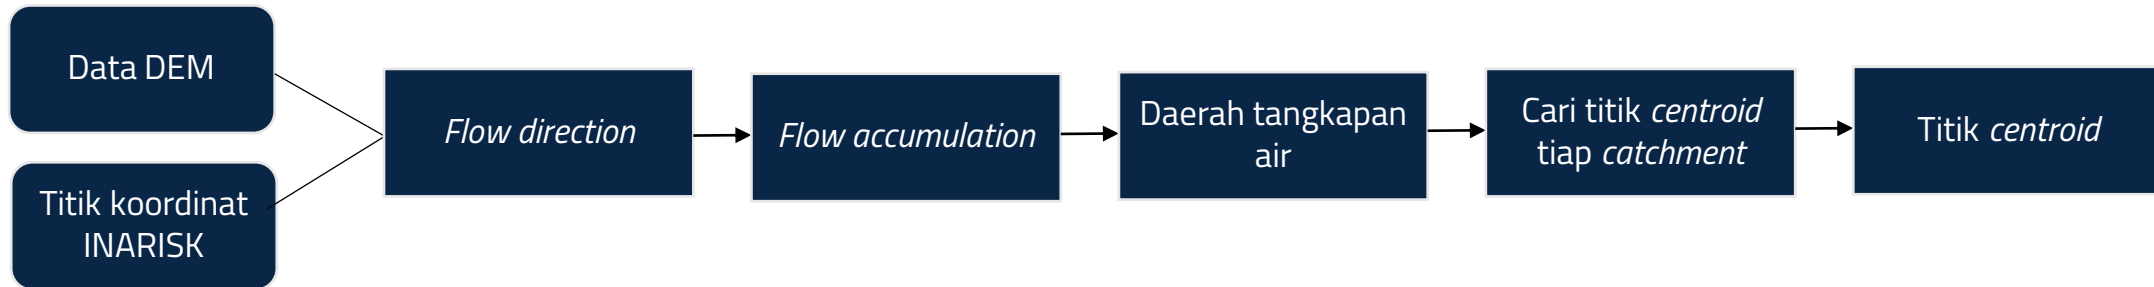 Data DEM
Titik koordinat
INARISK
Flow direction
Flow accumulation
Daerah tangkapan
air
Cari titik centroid
tiap catchment
Titik centroid